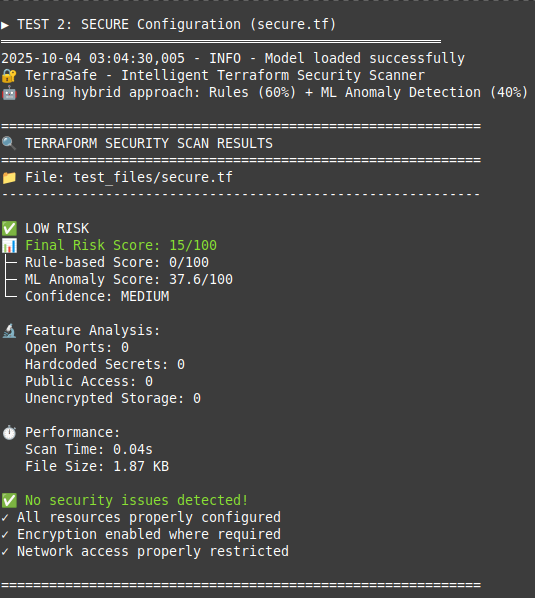 ▶ TEST 2: SECURE Configuration (secure.tf)
2025-10-04 03:04:30,005 - INFO - Model loaded successfully
🔐 TerraSafe - Intelligent Terraform Security Scanner
🤖 Using hybrid approach: Rules (60%) + ML Anomaly Detection (40%)
============================================================
🔍 TERRAFORM SECURITY SCAN RESULTS
============================================================
📁 File: test_files/secure.tf
------------------------------------------------------------
✅ LOW RISK
📊 Final Risk Score: 15/100
├─ Rule-based Score: 0/100
├─ ML Anomaly Score: 37.6/100
└─ Confidence: MEDIUM
🔬 Feature Analysis:
Open Ports: 0
Hardcoded Secrets: 0
Public Access: 0
Unencrypted Storage: 0
⏱️ Performance:
Scan Time: 0.04s
File Size: 1.87 KB
✅ No security issues detected!
✓ All resources properly configured
✓ Encryption enabled where required
✓ Network access properly restricted
============================================================